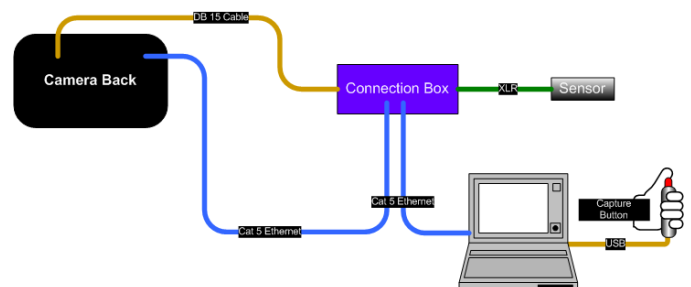 DB 15 Cable
Camera Back
Connection Box
XLR
Sensor
Cat 5 Ethernet
Capture
Button
Cat 5 Ethernet
USB